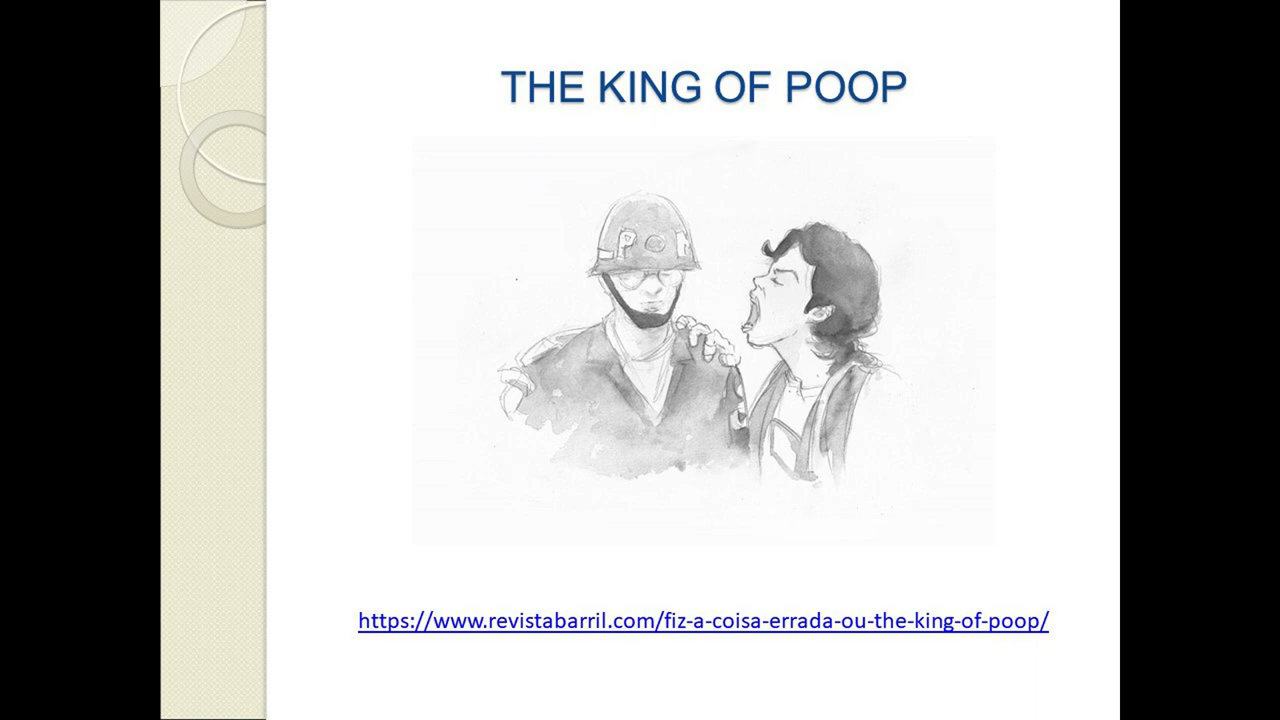 THE KING OF POOP
P M
https://www.revistabarril.com/fiz-a-coisa-errada-ou-the-king-of-poop/